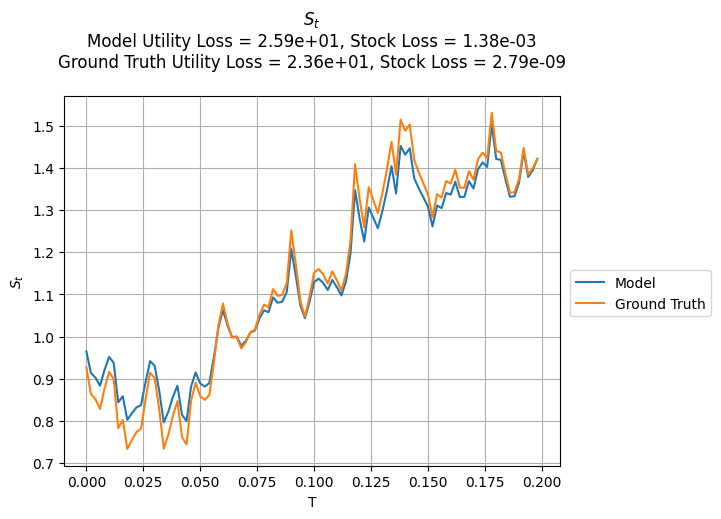 S_t
Model Utility Loss = 2.59e+01, Stock Loss = 1.38e-03
Ground Truth Utility Loss = 2.36e+01, Stock Loss = 2.79e-09
1.5
1.4
1.3
1.2
1.1
1.0
0.9
0.8
0.7
S_t
0.000 0.025 0.050 0.075 0.100 0.125 0.150 0.175 0.200
T
Model
Ground Truth